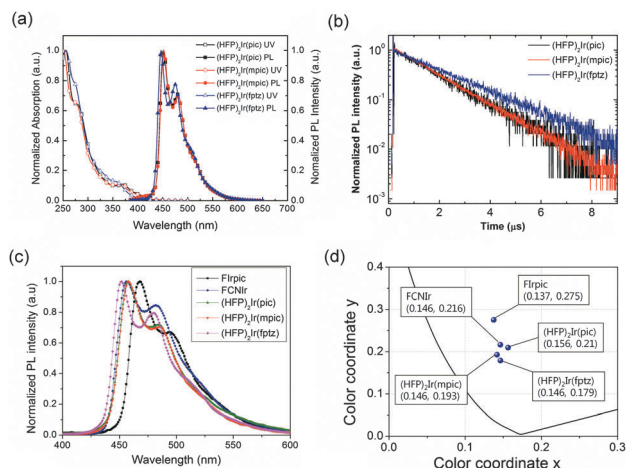 (a)
Normalized Absorption (a.u.)
Normalized PL Intensity (a.u.)
1.0
0.8
0.6
0.4
0.2
0.0
1.0
0.8
0.6
0.4
0.2
0.0
(HFP)2Ir(pic) UV
(HFP)2Ir(pic) PL
(HFP)2Ir(mpic) UV
(HFP)2Ir(mpic) PL
(HFP)2Ir(fptz) UV
(HFP)2Ir(fptz) PL
250 300 350 400 450 500 550 600 650 700
Wavelength (nm)
(b)
Normalized PL intensity (a.u.)
10^0
10^-1
10^-2
10^-3
(HFP)2Ir(pic)
(HFP)2Ir(mpic)
(HFP)2Ir(fptz)
0 2 4 6 8
Time (μs)
(c)
Normalized PL intensity (a.u)
1.0
0.8
0.6
0.4
0.2
0.0
FIrpic
FCNIr
(HFP)2Ir(pic)
(HFP)2Ir(mpic)
(HFP)2Ir(fptz)
400 450 500 550 600
Wavelength (nm)
(d)
Color coordinate y
0.4
0.3
0.2
0.1
0.0
FCNIr
(0.146, 0.216)
FIrpic
(0.137, 0.275)
(HFP)2Ir(pic)
(0.156, 0.21)
(HFP)2Ir(mpic)
(0.146, 0.193)
(HFP)2Ir(fptz)
(0.146, 0.179)
0.0 0.1 0.2 0.3
Color coordinate x